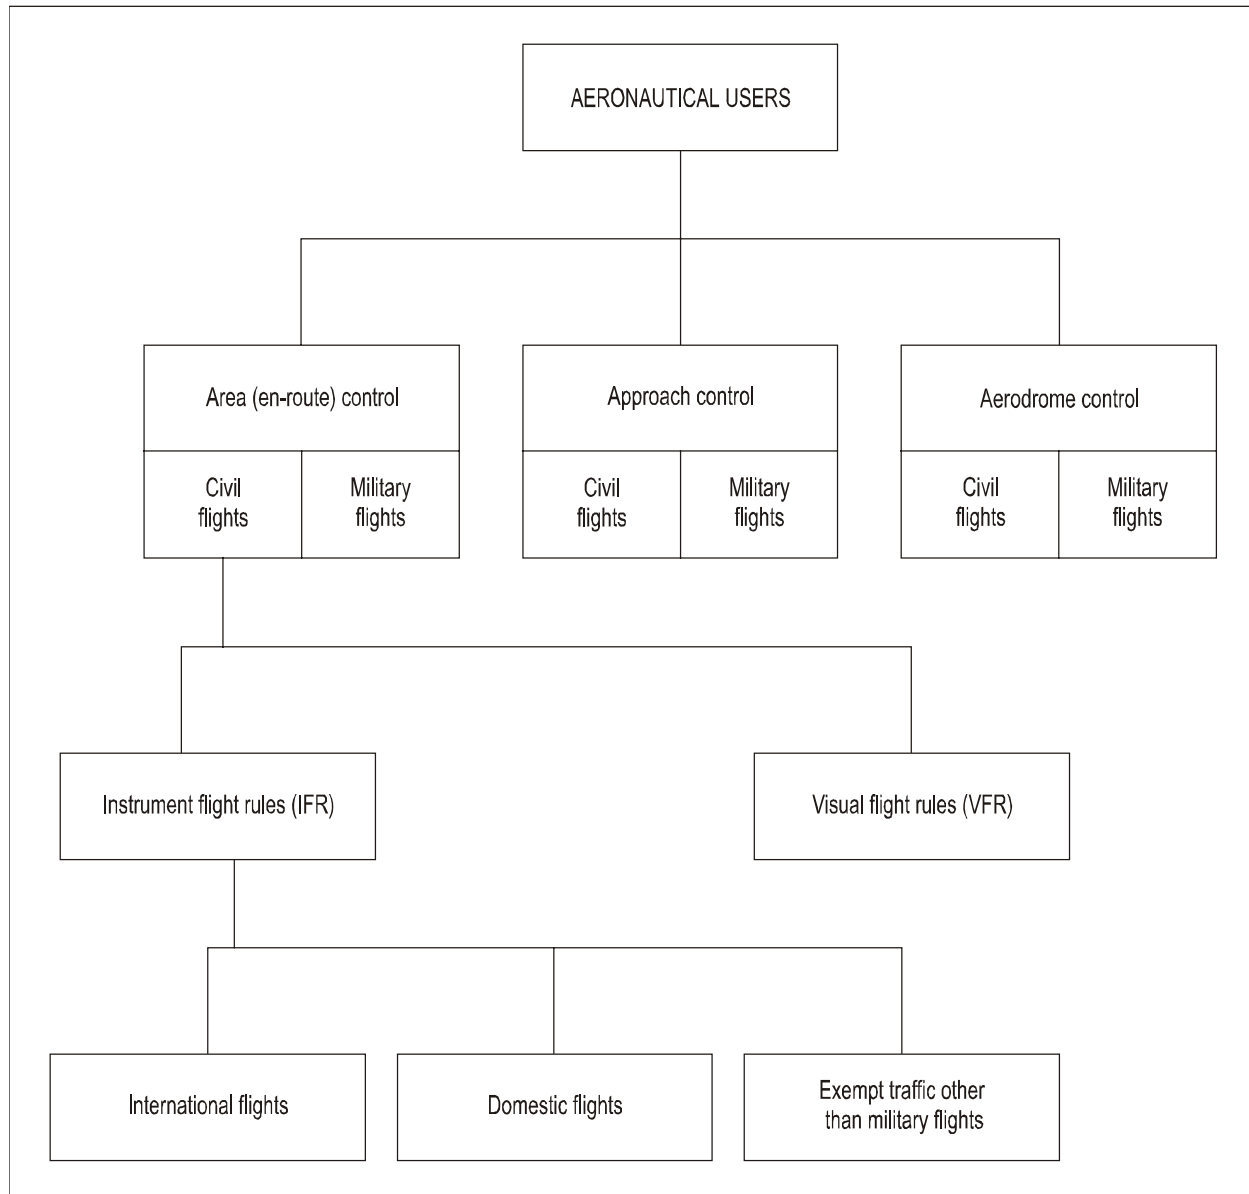 AERONAUTICAL USERS
Area (en-route) control
Approach control
Aerodrome control
Civil
flights
Military
flights
Civil
flights
Military
flights
Civil
flights
Military
flights
Instrument flight rules (IFR)
Visual flight rules (VFR)
International flights
Domestic flights
Exempt traffic other
than military flights